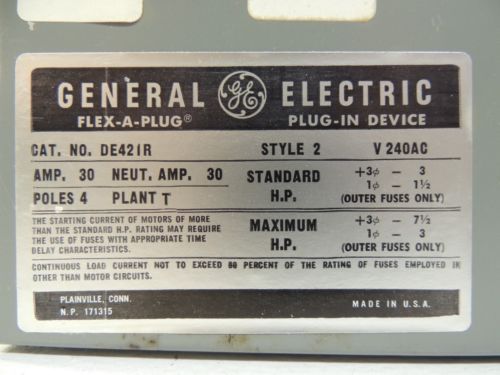 GENERAL GE ELECTRIC
FLEX-A-PLUG® PLUG-IN DEVICE
CAT. NO. DE421R STYLE 2 V 240AC
AMP. 30 NEUT. AMP. 30 STANDARD H.P. +3ϕ – 3
1ϕ – 1½
POLES 4 PLANT T (OUTER FUSES ONLY)
THE STARTING CURRENT OF MOTORS OF MORE
THAN THE STANDARD H.P. RATING MAY REQUIRE
THE USE OF FUSES WITH APPROPRIATE TIME
DELAY CHARACTERISTICS.
MAXIMUM H.P. +3ϕ – 7½
1ϕ – 3
(OUTER FUSES ONLY)
CONTINUOUS LOAD CURRENT NOT TO EXCEED 80 PERCENT OF THE RATING OF FUSES EMPLOYED IN
OTHER THAN MOTOR CIRCUITS.
PLAINVILLE, CONN.
N.P. 171315 MADE IN U.S.A.